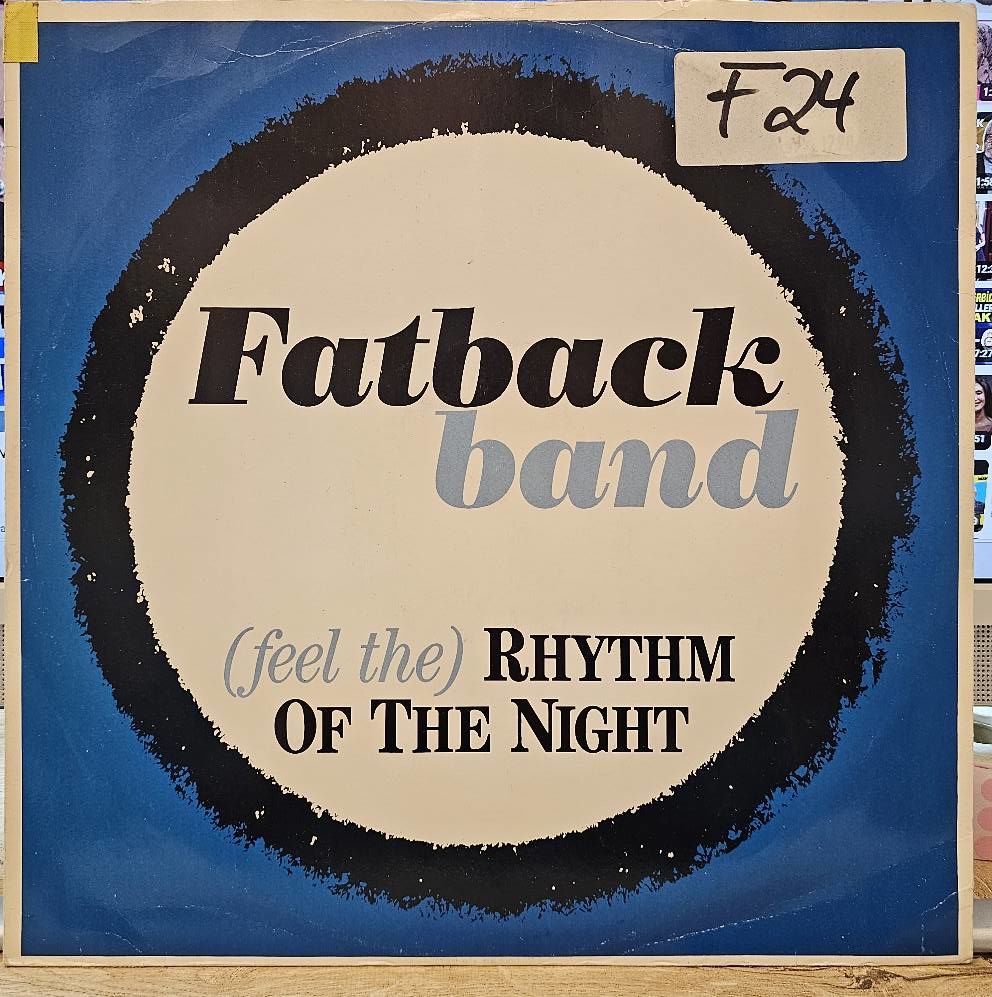 F24
Fatback
band
(feel the) RHYTHM
OF THE NIGHT